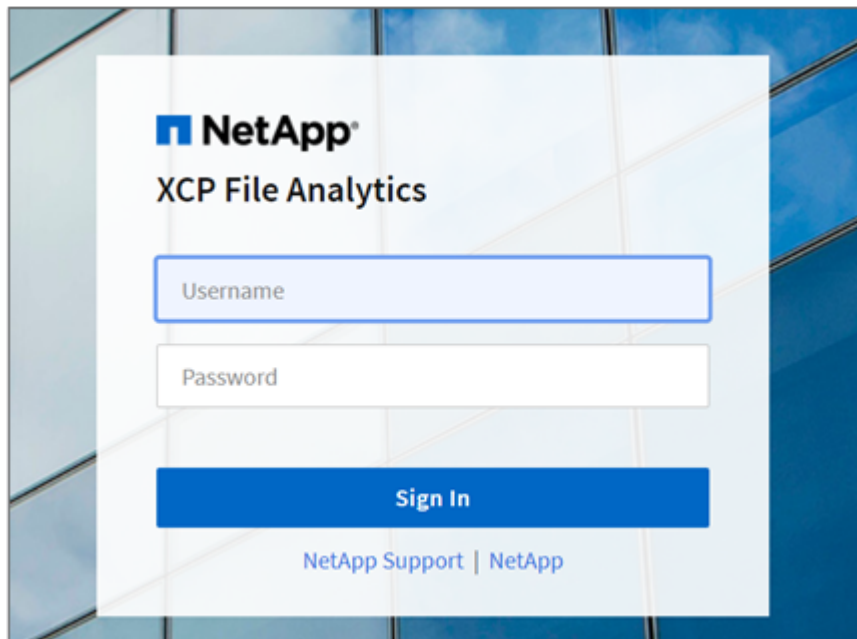 NetApp®
XCP File Analytics
Username
Password
Sign In
NetApp Support | NetApp